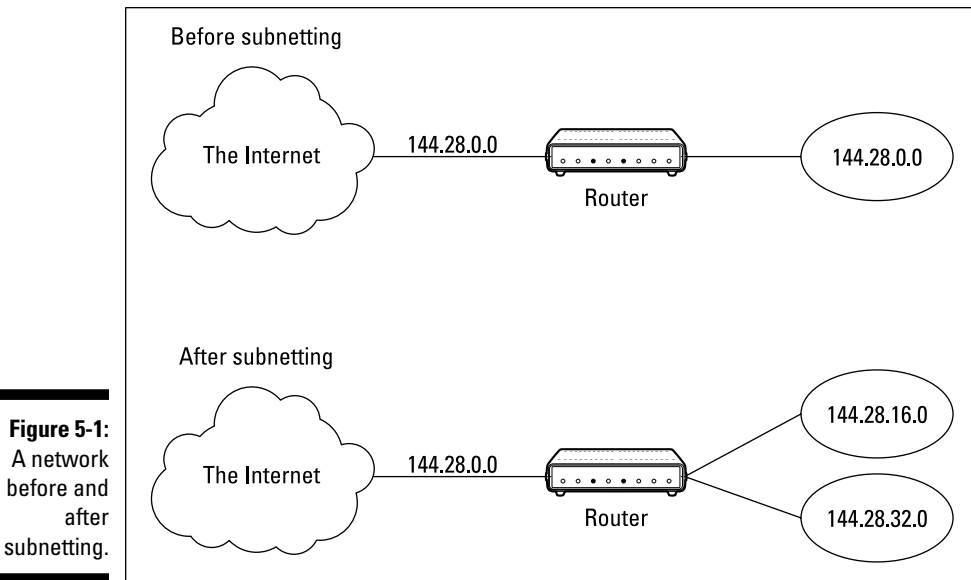 Before subnetting
The Internet
144.28.0.0
Router
144.28.0.0
After subnetting
The Internet
144.28.0.0
Router
144.28.16.0
144.28.32.0
Figure 5-1:
A network
before and
after
subnetting.